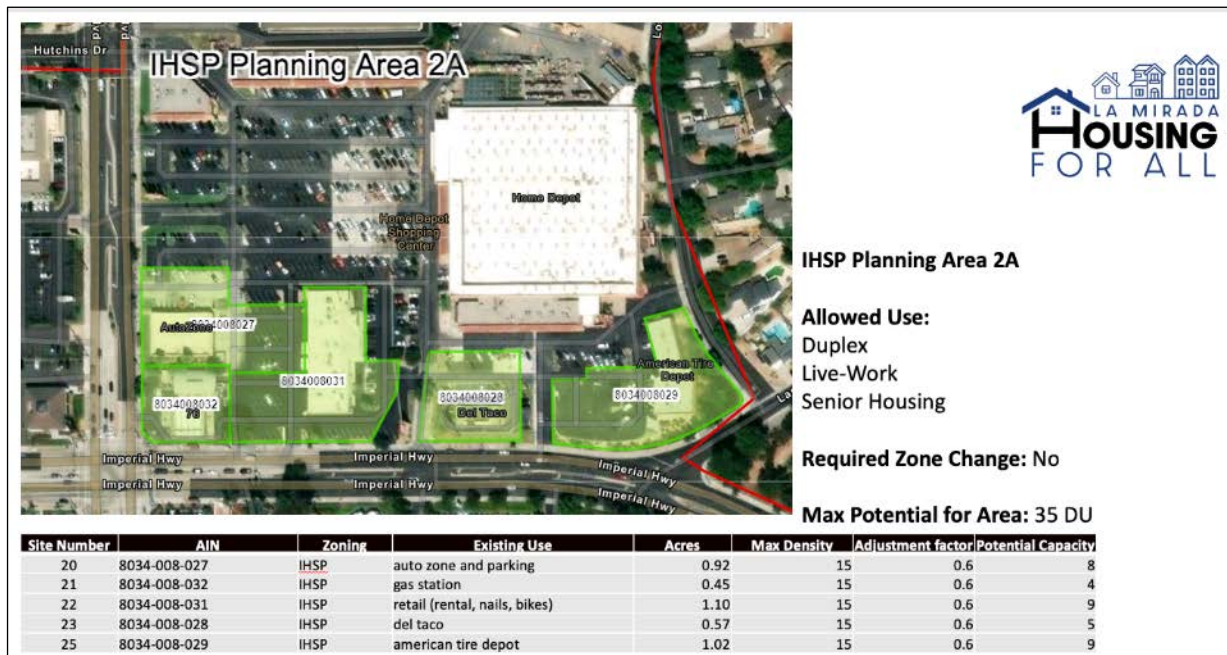 Hutchins Dr
IHSP Planning Area 2A
LA MIRADA
HOUSING
FOR ALL
Home Depot
Home Depot
Shopping
Center
AutoZone
8034008027
8034008031
8034008032
76
8034008028
Del Taco
American Tire
Depot
8034008029
Imperial Hwy
Imperial Hwy
Imperial Hwy
Imperial Hwy
Imperial Hwy
Imperial Hwy
IHSP Planning Area 2A
Allowed Use:
Duplex
Live-Work
Senior Housing
Required Zone Change: No
Max Potential for Area: 35 DU
Site Number AIN Zoning Existing Use Acres Max Density Adjustment factor Potential Capacity
20 8034-008-027 IHSP auto zone and parking 0.92 15 0.6 8
21 8034-008-032 IHSP gas station 0.45 15 0.6 4
22 8034-008-031 IHSP retail (rental, nails, bikes) 1.10 15 0.6 9
23 8034-008-028 IHSP del taco 0.57 15 0.6 5
25 8034-008-029 IHSP american tire depot 1.02 15 0.6 9